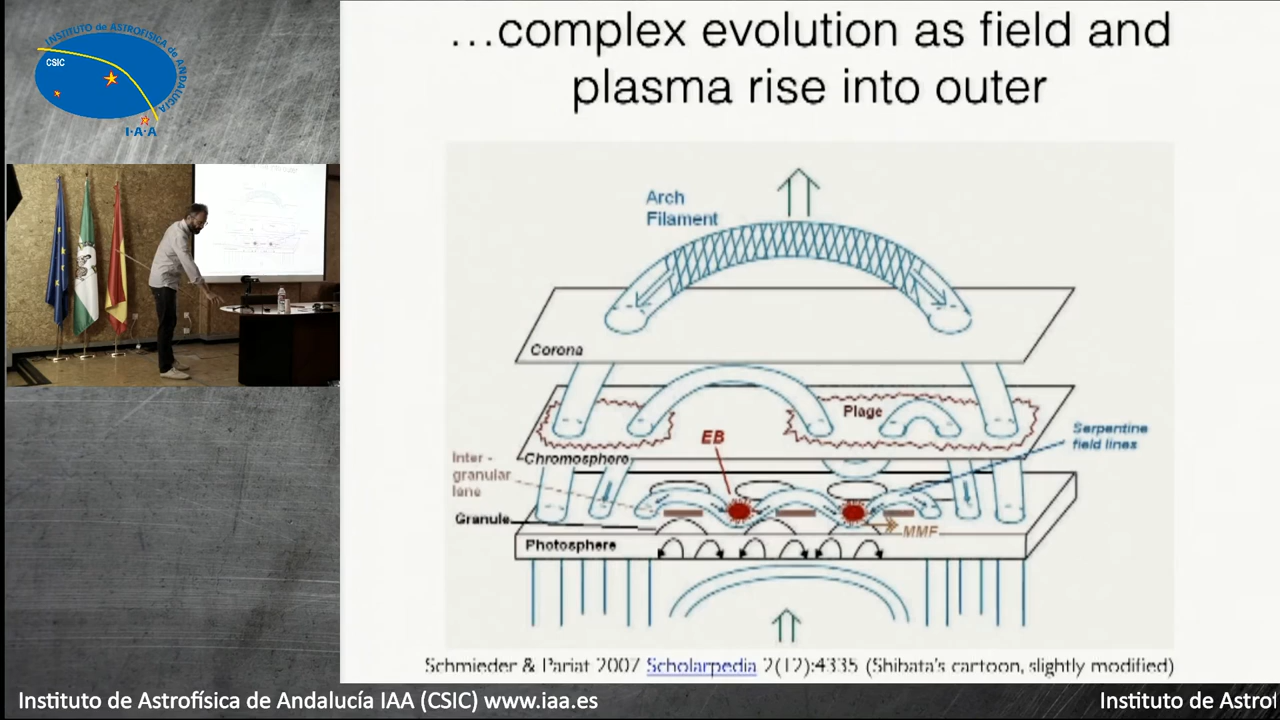 INSTITUTO de ASTROFISICA de ANDALUCIA
CSIC
I·A·A
...complex evolution as field and
plasma rise into outer
Arch
Filament
Corona
Plage
EB
Serpentine
field lines
Chromosphere
Inter -
granular
lane
Granule
MMF
Photosphere
Schmieder & Pariat 2007 Scholarpedia 2(12):4335 (Shibata's cartoon, slightly modified)
Instituto de Astrofísica de Andalucía IAA (CSIC) www.iaa.es
Instituto de Astrof